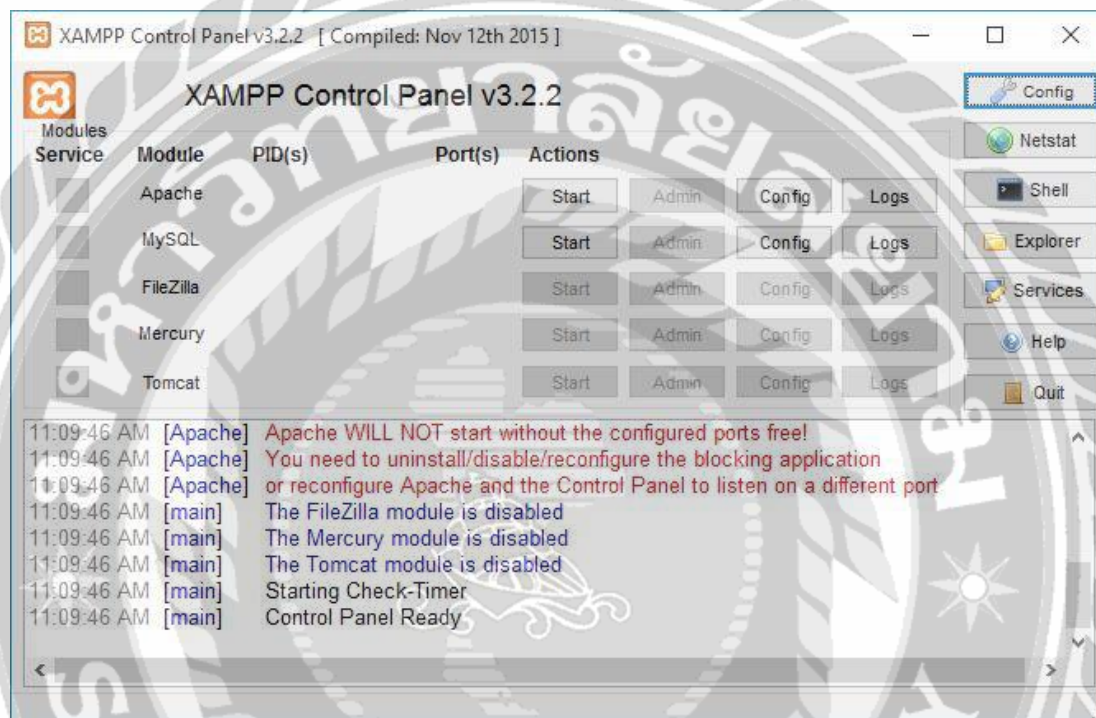 XAMPP Control Panel v3.2.2 [ Compiled: Nov 12th 2015 ]
XAMPP Control Panel v3.2.2
Config
Modules
Service Module PID(s) Port(s) Actions
Netstat
Apache Start Admin Config Logs
Shell
MySQL Start Admin Config Logs
Explorer
FileZilla Start Admin Config Logs
Services
Mercury Start Admin Config Logs
Help
Tomcat Start Admin Config Logs
Quit
11:09:46 AM [Apache] Apache WILL NOT start without the configured ports free!
11:09:46 AM [Apache] You need to uninstall/disable/reconfigure the blocking application
11:09:46 AM [Apache] or reconfigure Apache and the Control Panel to listen on a different port
11:09:46 AM [main] The FileZilla module is disabled
11:09:46 AM [main] The Mercury module is disabled
11:09:46 AM [main] The Tomcat module is disabled
11:09:46 AM [main] Starting Check-Timer
11:09:46 AM [main] Control Panel Ready